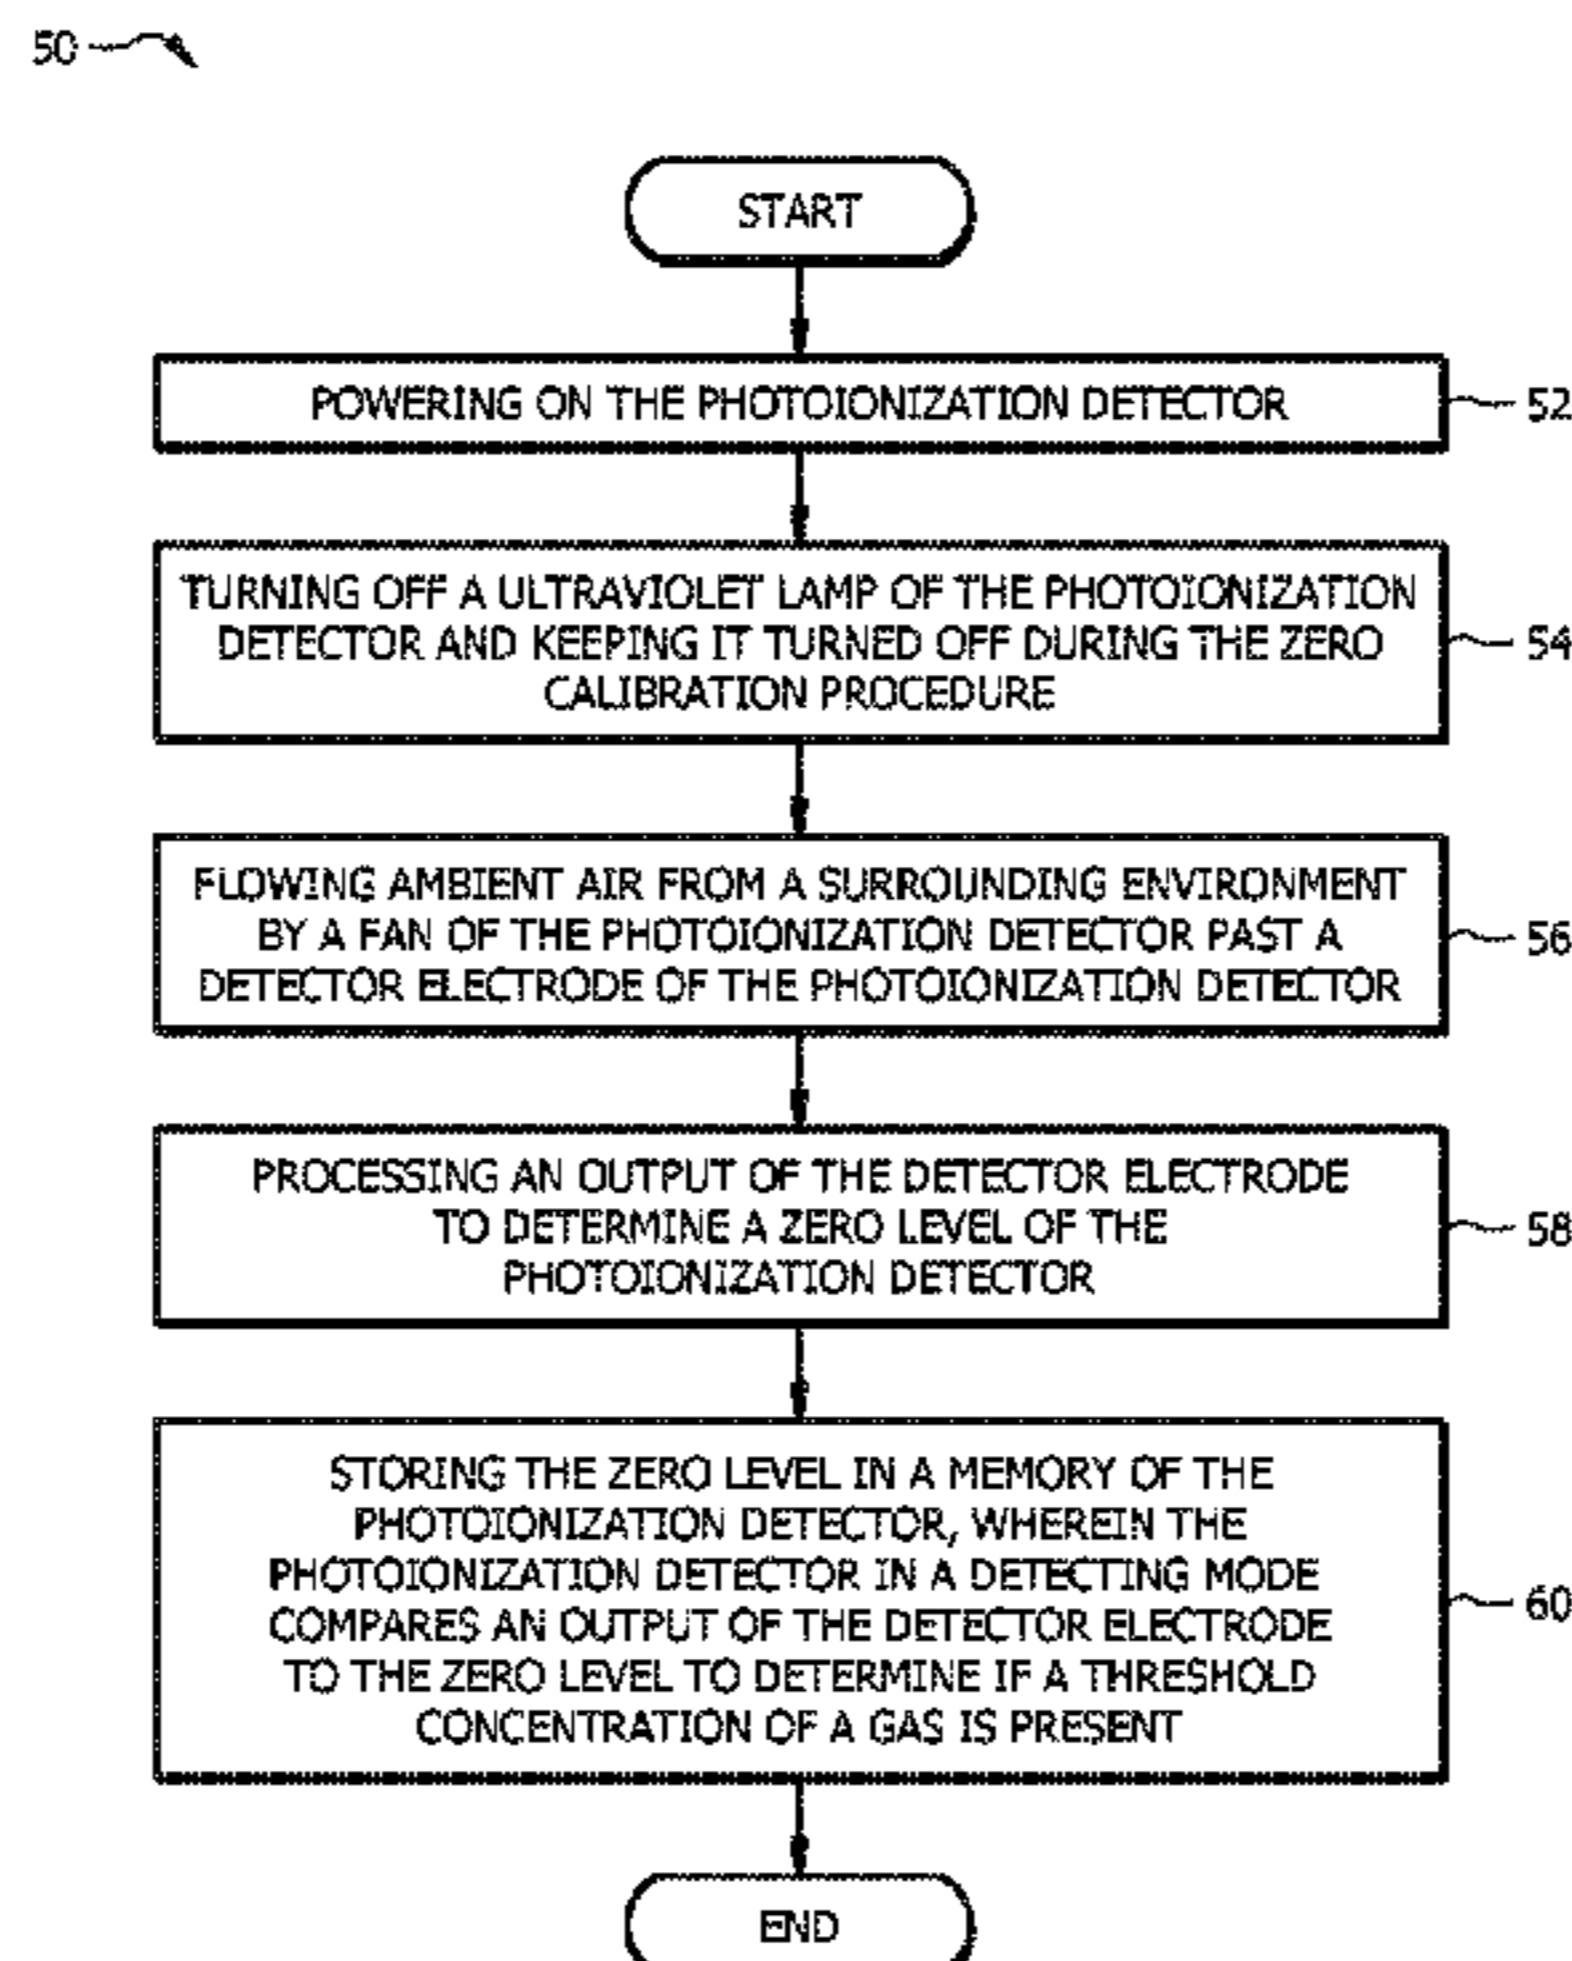 50
START
POWERING ON THE PHOTOIONIZATION DETECTOR
52
TURNING OFF A ULTRAVIOLET LAMP OF THE PHOTOIONIZATION
DETECTOR AND KEEPING IT TURNED OFF DURING THE ZERO
CALIBRATION PROCEDURE
54
FLOWING AMBIENT AIR FROM A SURROUNDING ENVIRONMENT
BY A FAN OF THE PHOTOIONIZATION DETECTOR PAST A
DETECTOR ELECTRODE OF THE PHOTOIONIZATION DETECTOR
56
PROCESSING AN OUTPUT OF THE DETECTOR ELECTRODE
TO DETERMINE A ZERO LEVEL OF THE
PHOTOIONIZATION DETECTOR
58
STORING THE ZERO LEVEL IN A MEMORY OF THE
PHOTOIONIZATION DETECTOR, WHEREIN THE
PHOTOIONIZATION DETECTOR IN A DETECTING MODE
COMPARES AN OUTPUT OF THE DETECTOR ELECTRODE
TO THE ZERO LEVEL TO DETERMINE IF A THRESHOLD
CONCENTRATION OF A GAS IS PRESENT
60
END